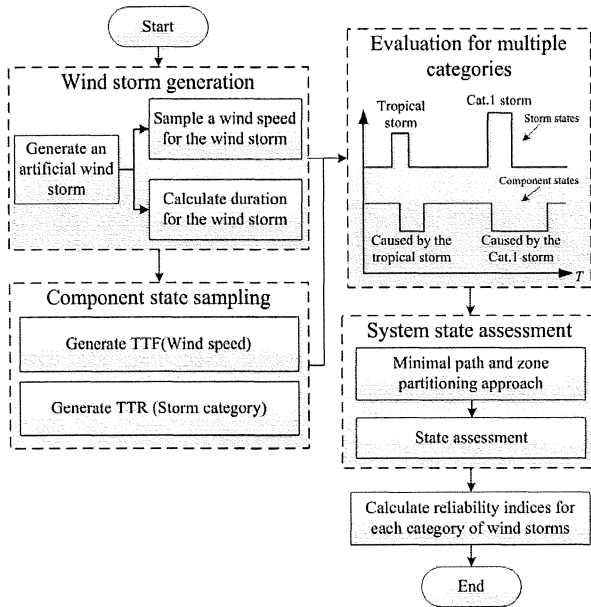 Start
Wind storm generation
Generate an
artificial wind
storm
Sample a wind speed
for the wind storm
Calculate duration
for the wind storm
Component state sampling
Generate TTF(Wind speed)
Generate TTR (Storm category)
Evaluation for multiple
categories
Tropical
storm
Cat.1 storm
Storm states
Component states
Caused by the
tropical storm
Caused by the
Cat.1 storm
T
System state assessment
Minimal path and zone
partitioning approach
State assessment
Calculate reliability indices for
each category of wind storms
End